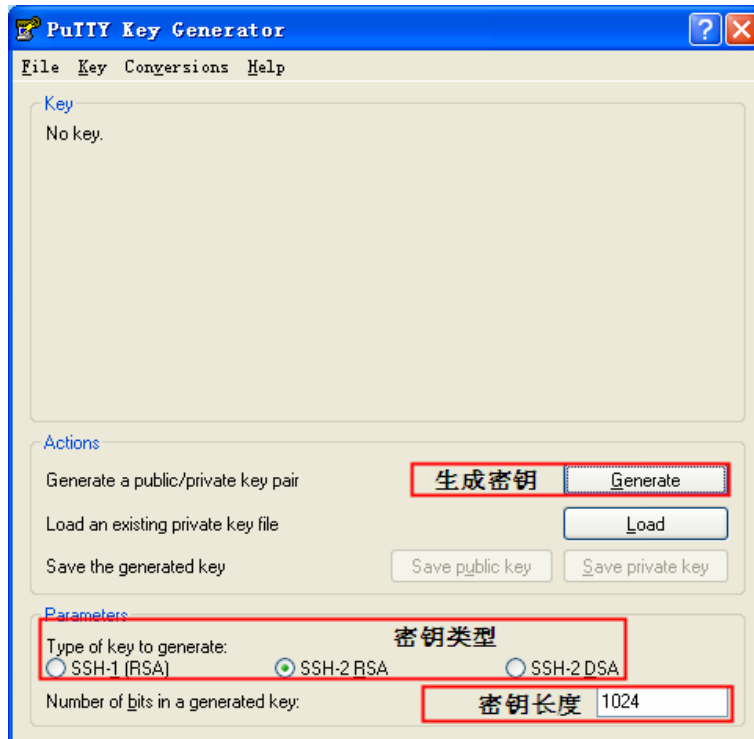 PuTTY Key Generator
File Key Conversions Help
Key
No key.
Actions
Generate a public/private key pair 生成密钥 Generate
Load an existing private key file Load
Save the generated key Save public key Save private key
Parameters
Type of key to generate: 密钥类型
SSH-1 (RSA) SSH-2 RSA SSH-2 DSA
Number of bits in a generated key: 密钥长度 1024